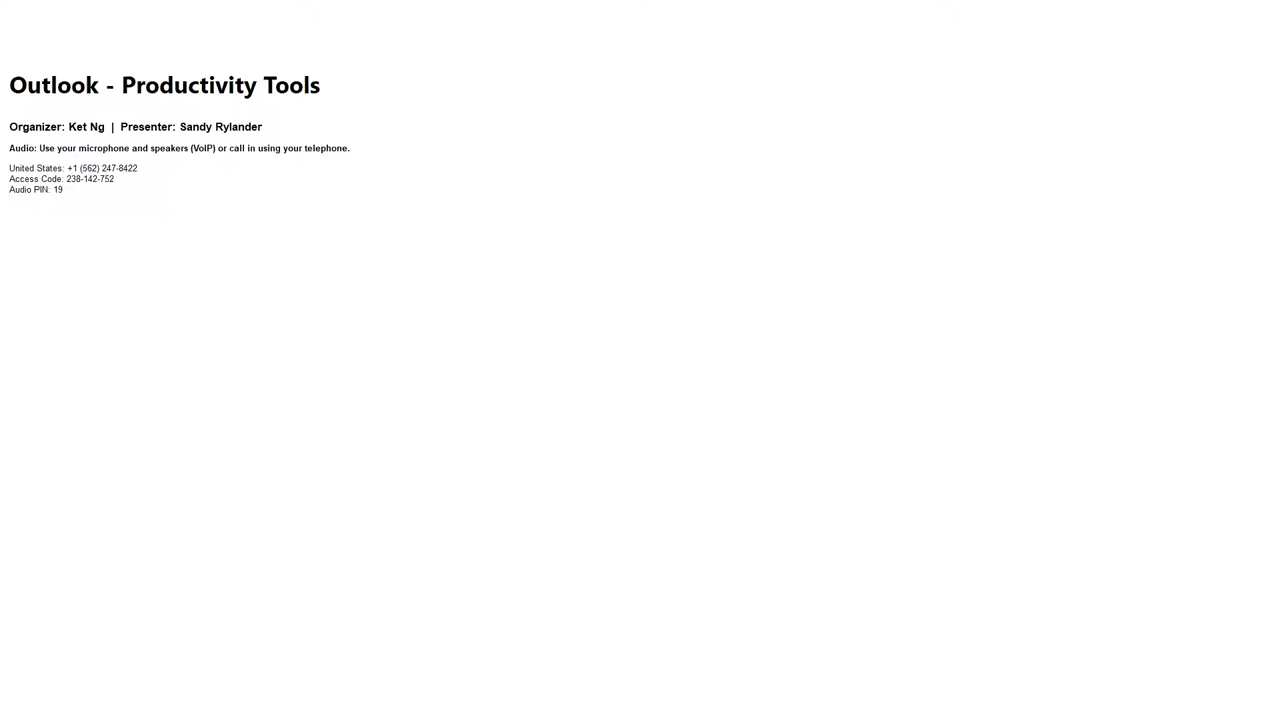 Outlook - Productivity Tools
Organizer: Ket Ng | Presenter: Sandy Rylander
Audio: Use your microphone and speakers (VoIP) or call in using your telephone.
United States: +1 (562) 247-8422
Access Code: 238-142-752
Audio PIN: 19